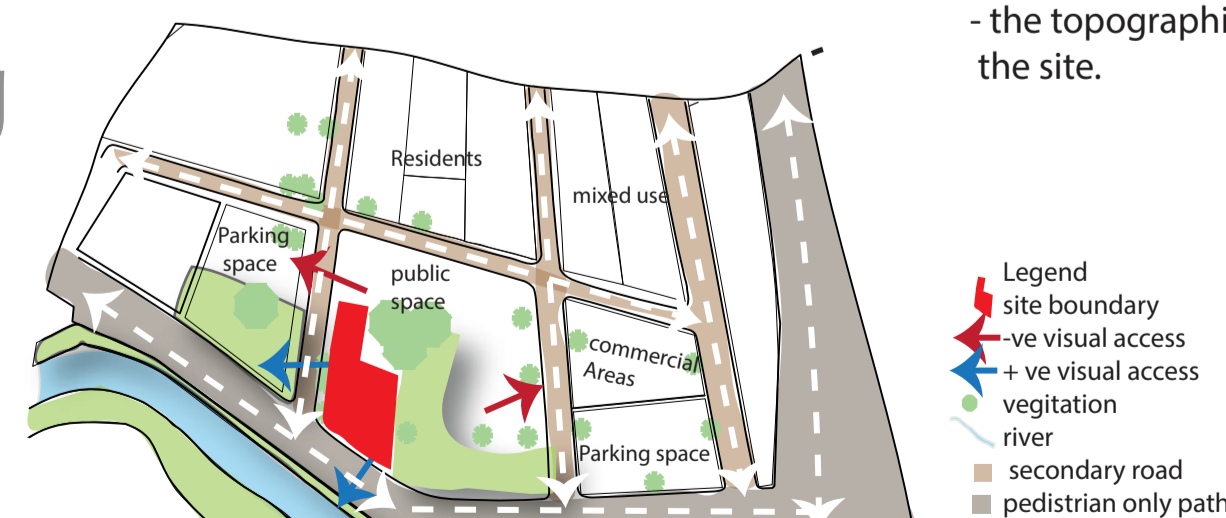 - the topographi
the site.
Residents
mixed use
Parking
space
public
space
commercial
Areas
Parking space
Legend
site boundary
-ve visual access
+ ve visual access
vegitation
river
secondary road
pedistrian only path